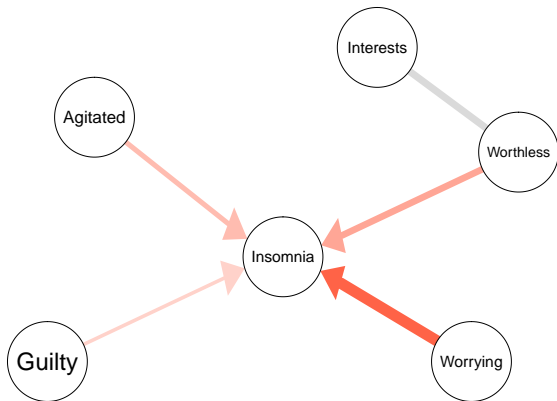 Interests
Agitated
Worthless
Insomnia
Guilty
Worrying